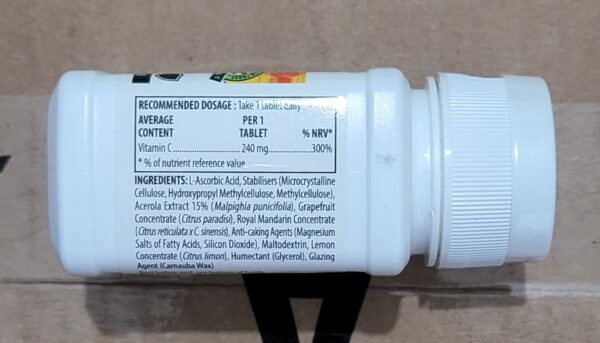 RECOMMENDED DOSAGE : Take 1 tablet daily
AVERAGE PER 1
CONTENT TABLET % NRV*
Vitamin C.......................240 mg..............300%
* % of nutrient reference value
INGREDIENTS: L-Ascorbic Acid, Stabilisers (Microcrystalline
Cellulose, Hydroxypropyl Methylcellulose, Methylcellulose),
Acerola Extract 15% (Malpighia punicifolia), Grapefruit
Concentrate (Citrus paradisi), Royal Mandarin Concentrate
(Citrus reticulata x C. sinensis), Anti-caking Agents (Magnesium
Salts of Fatty Acids, Silicon Dioxide), Maltodextrin, Lemon
Concentrate (Citrus limon), Humectant (Glycerol), Glazing
Agent (Carnauba Wax)